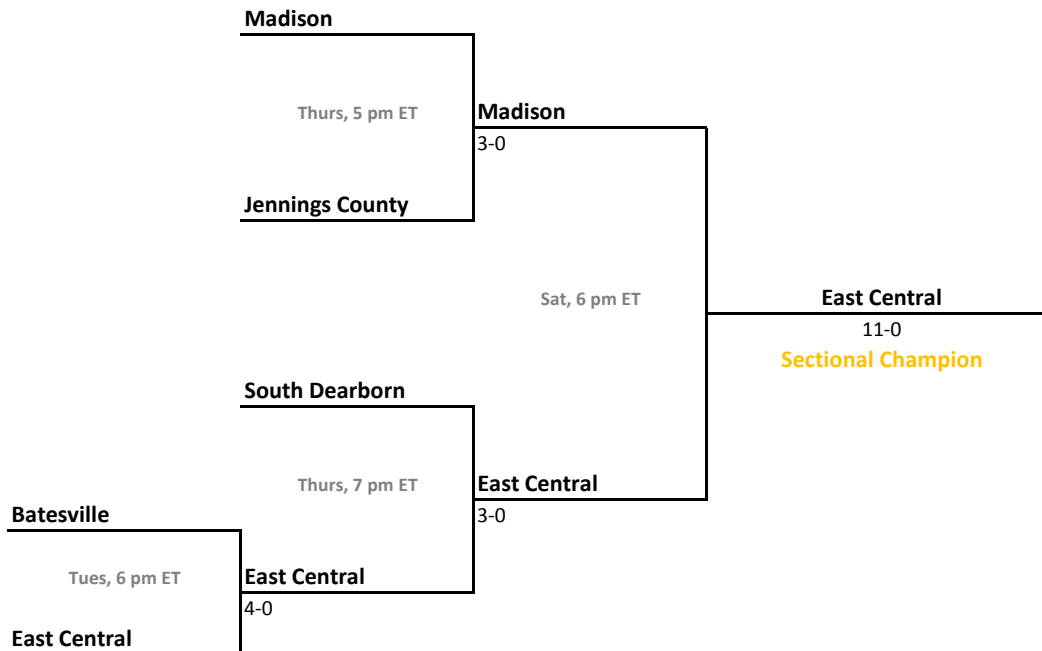 Madison
Thurs, 5 pm ET
Madison
3-0
Jennings County
Sat, 6 pm ET
East Central
11-0
Sectional Champion
South Dearborn
Thurs, 7 pm ET
East Central
3-0
Batesville
Tues, 6 pm ET
East Central
4-0
East Central